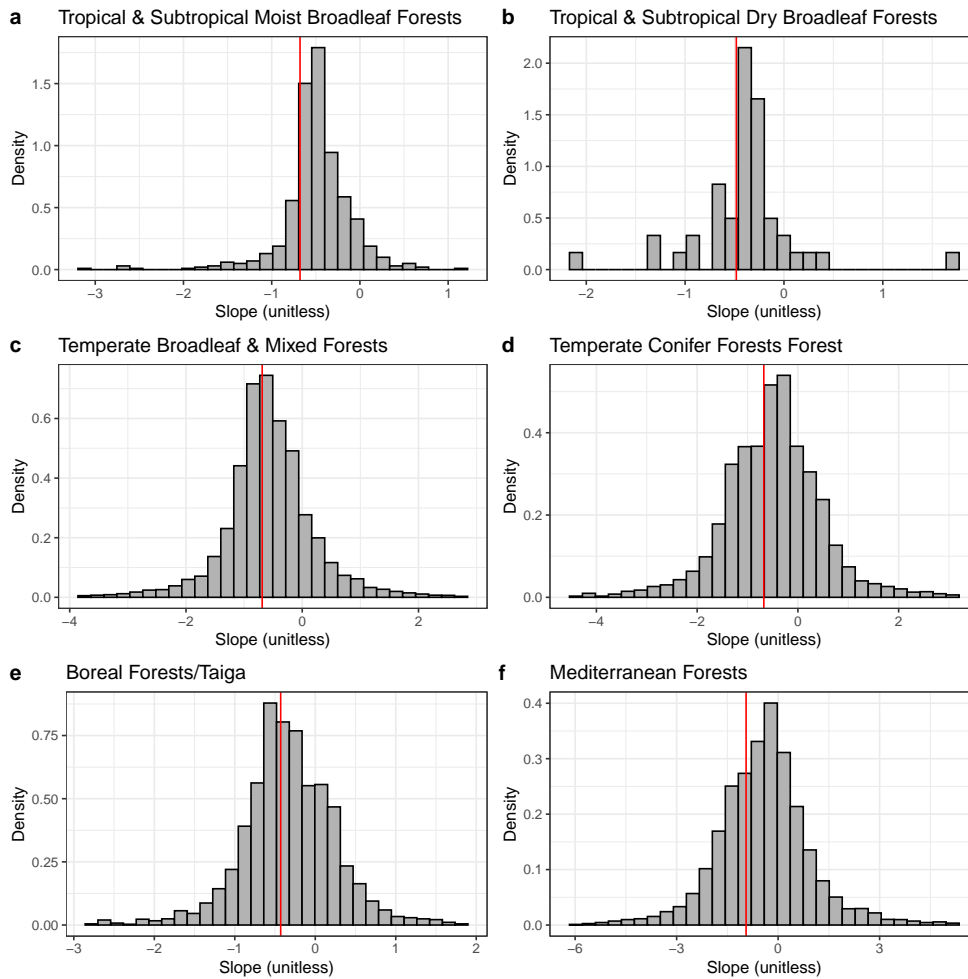 a Tropical & Subtropical Moist Broadleaf Forests
1.5
1.0
0.5
0.0
Density
−3 −2 −1 0 1
Slope (unitless)
b Tropical & Subtropical Dry Broadleaf Forests
2.0
1.5
1.0
0.5
0.0
Density
−2 −1 0 1
Slope (unitless)
c Temperate Broadleaf & Mixed Forests
0.6
0.4
0.2
0.0
Density
−4 −2 0 2
Slope (unitless)
d Temperate Conifer Forests Forest
0.4
0.2
0.0
Density
−4 −2 0 2
Slope (unitless)
e Boreal Forests/Taiga
0.75
0.50
0.25
0.00
Density
−3 −2 −1 0 1 2
Slope (unitless)
f Mediterranean Forests
0.4
0.3
0.2
0.1
0.0
Density
−6 −3 0 3
Slope (unitless)